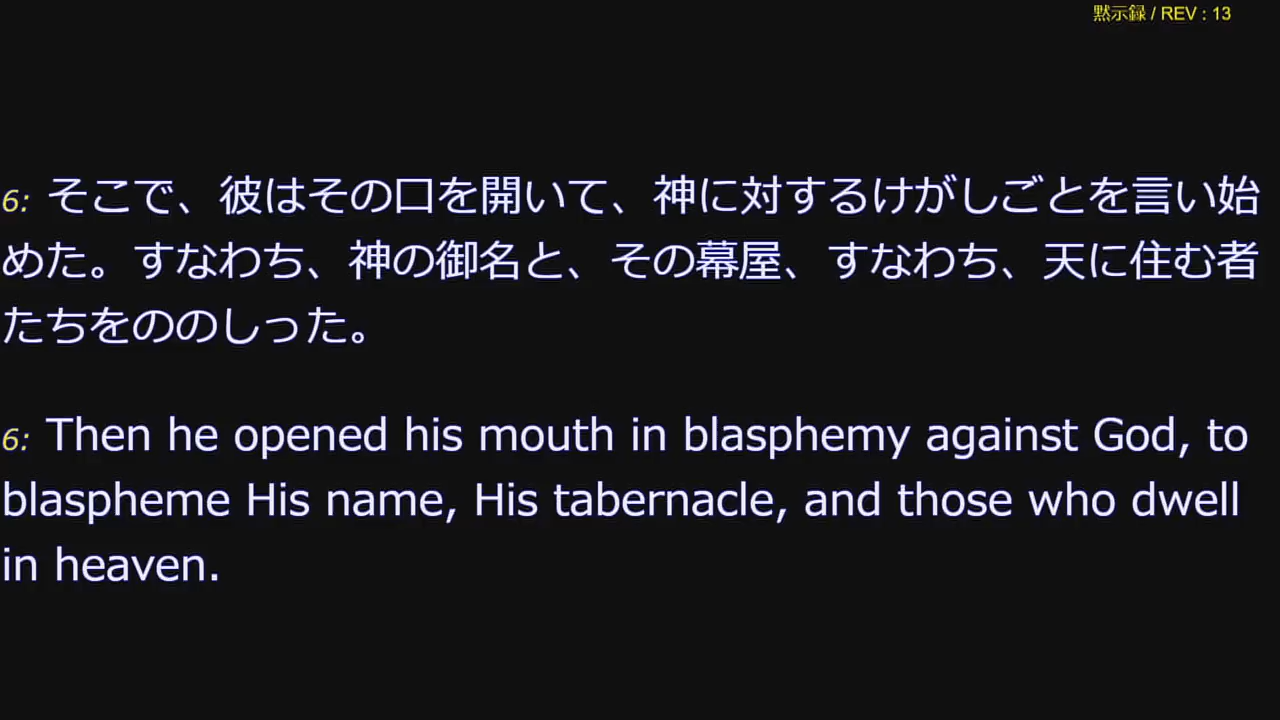 黙示録 / REV : 13
6: そこで、彼はその口を開いて、神に対するけがしごとを言い始
めた。すなわち、神の御名と、その幕屋、すなわち、天に住む者
たちをののしった。
6: Then he opened his mouth in blasphemy against God, to
blaspheme His name, His tabernacle, and those who dwell
in heaven.